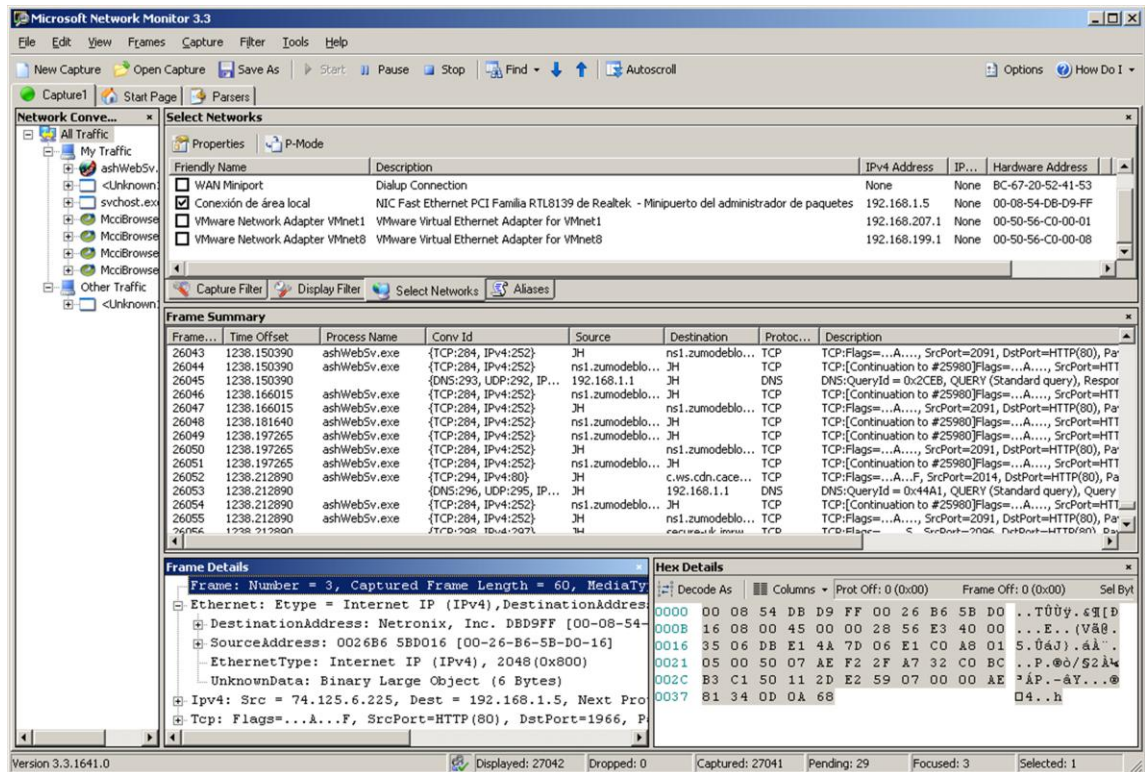 Microsoft Network Monitor 3.3
File Edit View Frames Capture Filter Tools Help
New Capture Open Capture Save As Start Pause Stop Find Autoscroll Options How Do I
Capture1 Start Page Parsers
Network Conve...
All Traffic
My Traffic
ashWebSv.
<Unknown
svchost.exe
McciBrowse
McciBrowse
McciBrowse
McciBrowse
Other Traffic
<Unknown
Select Networks
Properties P-Mode
Friendly Name Description IPv4 Address IP... Hardware Address
WAN Miniport Dialup Connection None None BC-67-20-52-41-53
Conexión de área local NIC Fast Ethernet PCI Familia RTL8139 de Realtek - Minipuerto del administrador de paquetes 192.168.1.5 None 00-08-54-DB-D9-FF
VMware Network Adapter VMnet1 VMware Virtual Ethernet Adapter for VMnet1 192.168.207.1 None 00-50-56-C0-00-01
VMware Network Adapter VMnet8 VMware Virtual Ethernet Adapter for VMnet8 192.168.199.1 None 00-50-56-C0-00-08
Capture Filter Display Filter Select Networks Aliases
Frame Summary
Frame... Time Offset Process Name Conv Id Source Destination Protoc... Description
26043 1238.150390 ashWebSv.exe {TCP:284, IPv4:252} JH ns1.zumodeblo... TCP TCP:Flags=...A...., SrcPort=2091, DstPort=HTTP(80), Pa
26044 1238.150390 ashWebSv.exe {TCP:284, IPv4:252} ns1.zumodeblo... JH TCP TCP:[Continuation to #25980]Flags=...A...., SrcPort=HTT
26045 1238.150390 {DNS:293, UDP:292, IP... 192.168.1.1 JH DNS DNS:QueryId = 0x2CEB, QUERY (Standard query), Respor
26046 1238.166015 ashWebSv.exe {TCP:284, IPv4:252} ns1.zumodeblo... JH TCP TCP:[Continuation to #25980]Flags=...A...., SrcPort=HTT
26047 1238.166015 ashWebSv.exe {TCP:284, IPv4:252} JH ns1.zumodeblo... TCP TCP:Flags=...A...., SrcPort=2091, DstPort=HTTP(80), Pa
26048 1238.181640 ashWebSv.exe {TCP:284, IPv4:252} ns1.zumodeblo... JH TCP TCP:[Continuation to #25980]Flags=...A...., SrcPort=HTT
26049 1238.197265 ashWebSv.exe {TCP:284, IPv4:252} ns1.zumodeblo... JH TCP TCP:[Continuation to #25980]Flags=...A...., SrcPort=HTT
26050 1238.197265 ashWebSv.exe {TCP:284, IPv4:252} JH ns1.zumodeblo... TCP TCP:Flags=...A...., SrcPort=2091, DstPort=HTTP(80), Pa
26051 1238.197265 ashWebSv.exe {TCP:284, IPv4:252} ns1.zumodeblo... JH TCP TCP:[Continuation to #25980]Flags=...A...., SrcPort=HTT
26052 1238.212890 ashWebSv.exe {TCP:294, IPv4:80} JH c.ws.cdn.cace... TCP TCP:Flags=...A...F, SrcPort=2014, DstPort=HTTP(80), Pa
26053 1238.212890 {DNS:296, UDP:295, IP... JH 192.168.1.1 DNS DNS:QueryId = 0x44A1, QUERY (Standard query), Query
26054 1238.212890 ashWebSv.exe {TCP:284, IPv4:252} ns1.zumodeblo... JH TCP TCP:[Continuation to #25980]Flags=...A...., SrcPort=HTT
26055 1238.212890 ashWebSv.exe {TCP:284, IPv4:252} JH ns1.zumodeblo... TCP TCP:Flags=...A...., SrcPort=2091, DstPort=HTTP(80), Pa
26056 1238.212890 ashWebSv.exe {TCP:298, IPv4:297} JH TCP
Frame Details
Frame: Number = 3, Captured Frame Length = 60, MediaTy
Ethernet: Etype = Internet IP (IPv4),DestinationAddres
DestinationAddress: Netronix, Inc. DBD9FF [00-08-54-
SourceAddress: 0026B6 5BD016 [00-26-B6-5B-D0-16]
EthernetType: Internet IP (IPv4), 2048(0x800)
UnknownData: Binary Large Object (6 Bytes)
Ipv4: Src = 74.125.6.225, Dest = 192.168.1.5, Next Pro
Tcp: Flags=...A...F, SrcPort=HTTP(80), DstPort=1966, P
Hex Details
Decode As Columns Prot Off: 0 (0x00) Frame Off: 0 (0x00) Sel Byt
0000 00 08 54 DB D9 FF 00 26 B6 5B D0 ..TÛÙÿ.&¶[Ð
000B 16 08 00 45 00 00 28 56 E3 40 00 ...E..(Vã@.
0016 35 06 DB E1 4A 7D 06 E1 C0 A8 01 5.ÛáJ}.áÀ¨.
0021 05 00 50 07 AE F2 2F A7 32 C0 BC ..P.®ò/§2À¼
002C B3 C1 50 11 2D E2 59 07 00 00 AE ³ÁP.-âY...®
0037 81 34 0D 0A 68 4..h
Version 3.3.1641.0 Displayed: 27042 Dropped: 0 Captured: 27041 Pending: 29 Focused: 3 Selected: 1